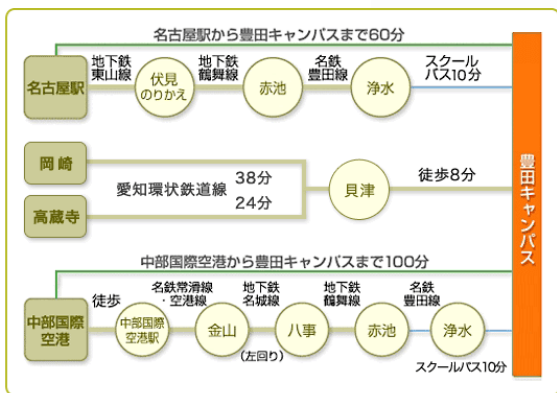 名古屋駅から豊田キャンパスまで60分
名古屋駅
地下鉄
東山線
伏見
のりかえ
地下鉄
鶴舞線
赤池
名鉄
豊田線
浄水
スクール
バス10分
岡崎
高蔵寺
愛知環状鉄道線
38分
24分
貝津
徒歩8分
豊田キャンパス
中部国際空港から豊田キャンパスまで100分
中部国際
空港
徒歩
中部国際
空港駅
名鉄常滑線
・空港線
金山
地下鉄
名城線
(左回り)
八事
地下鉄
鶴舞線
赤池
名鉄
豊田線
浄水
スクールバス10分